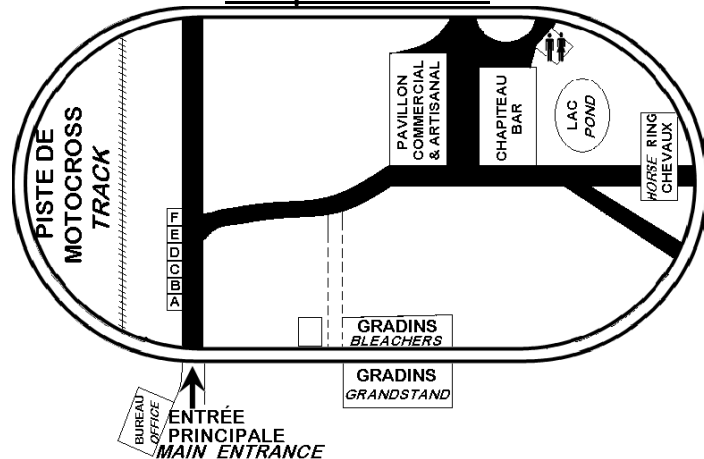 PISTE DE
MOTOCROSS
TRACK
F
E
D
C
B
A
PAVILLON
COMMERCIAL
& ARTISANAL
CHAPITEAU
BAR
LAC
POND
HORSE RING
CHEVAUX
GRADINS
BLEACHERS
GRADINS
GRANDSTAND
BUREAU
OFFICE
ENTRÉE
PRINCIPALE
MAIN ENTRANCE